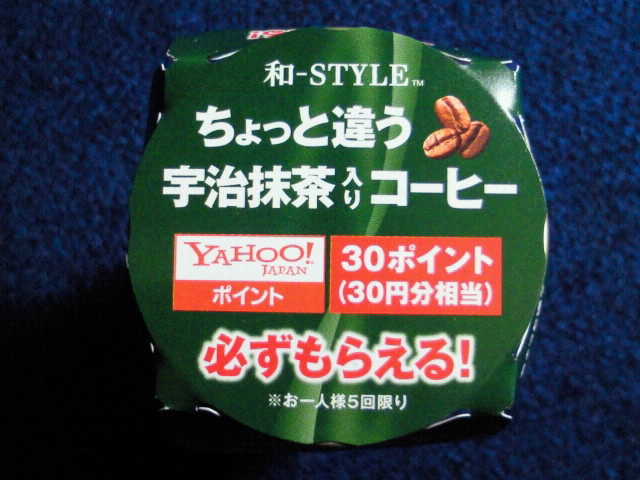 和-STYLE™
ちょっと違う
宇治抹茶入りコーヒー
YAHOO!
JAPAN
ポイント
30ポイント
(30円分相当)
必ずもらえる!
※お一人様5回限り